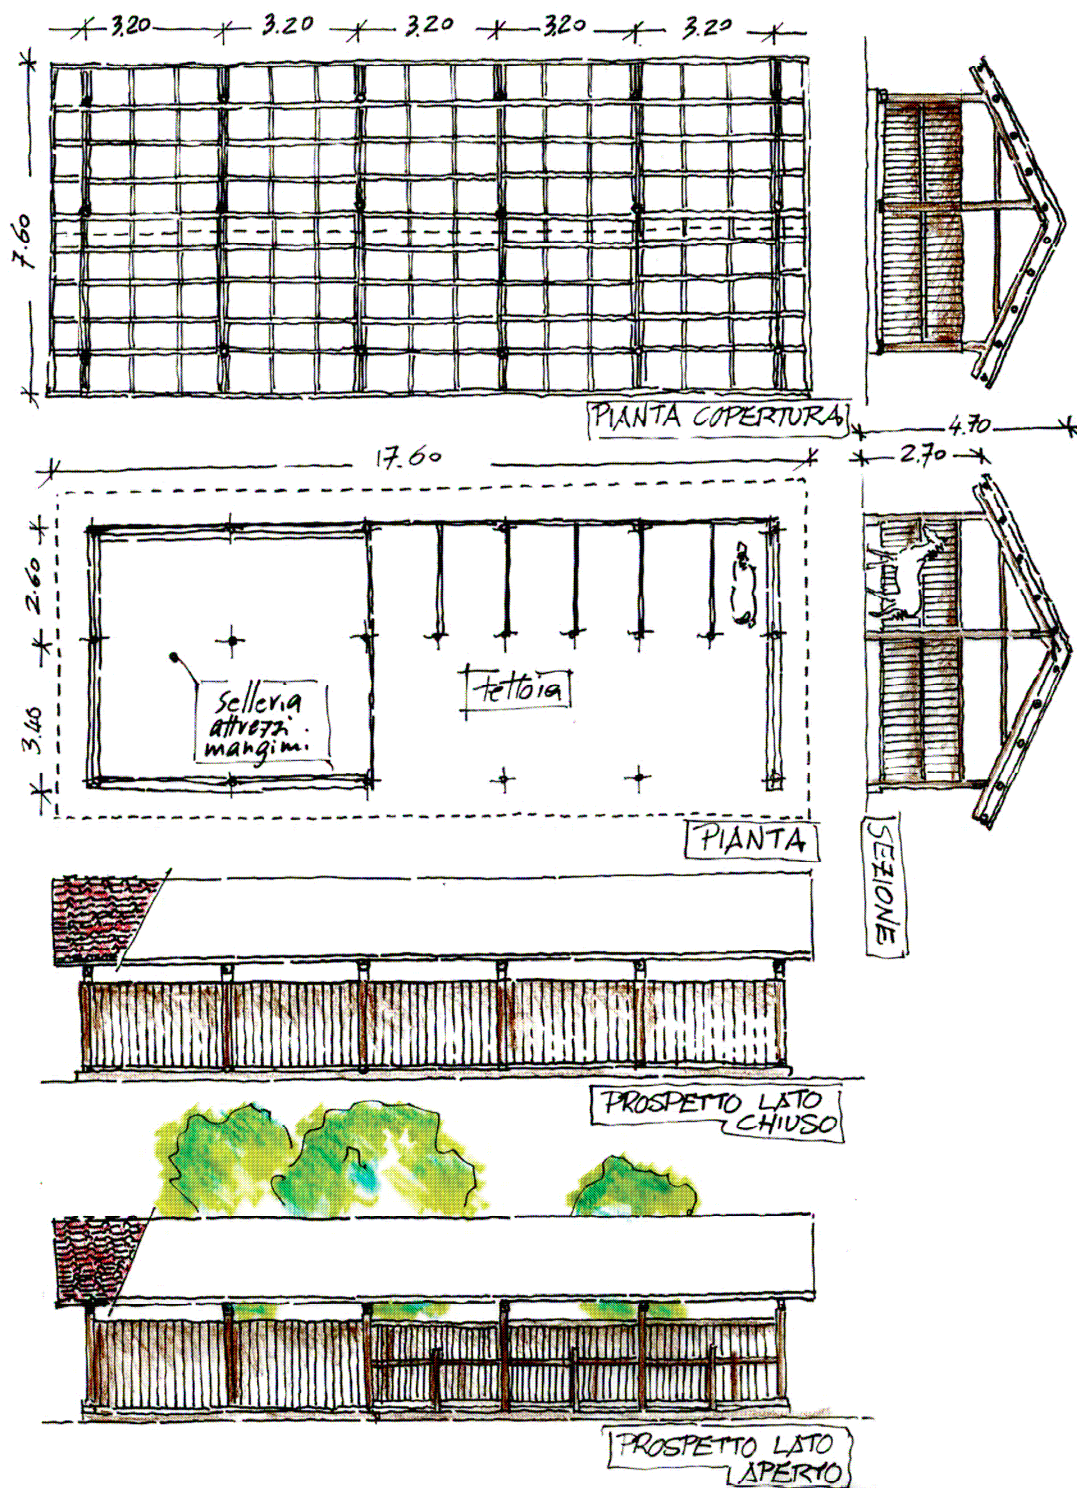 3.20 3.20 3.20 3.20 3.20
7.60
PIANTA COPERTURA
4.70
2.70
17.60
2.60
3.40
selleria
attrezzi
mangimi
tettoia
PIANTA
SEZIONE
PROSPETTO LATO
CHIUSO
PROSPETTO LATO
APERTO